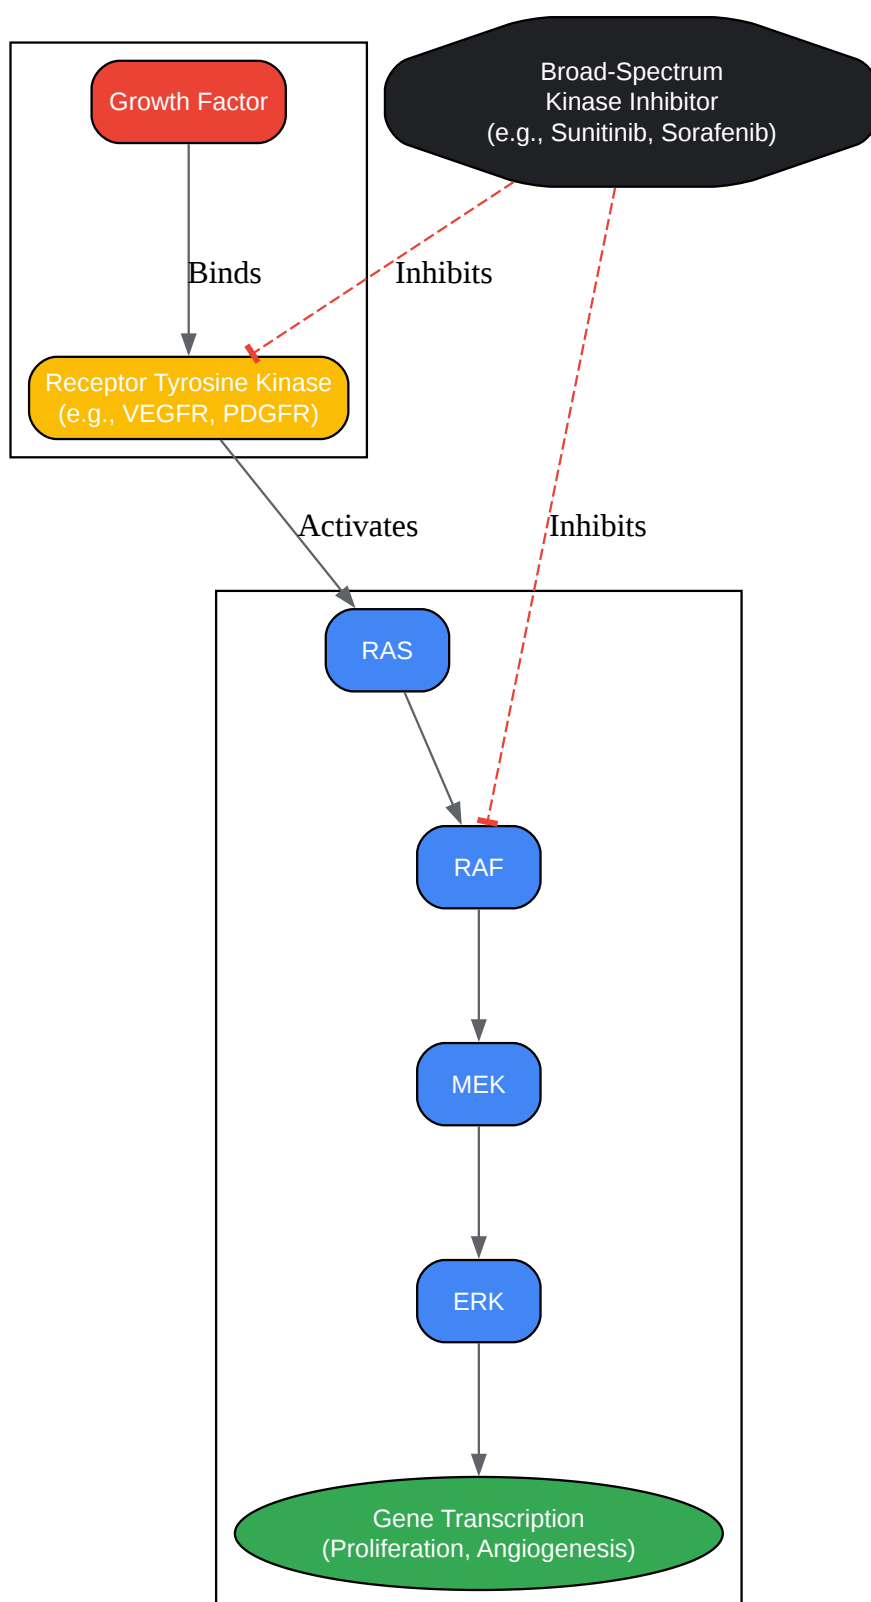 Growth Factor
Broad-Spectrum
Kinase Inhibitor
(e.g., Sunitinib, Sorafenib)
Binds
Inhibits
Receptor Tyrosine Kinase
(e.g., VEGFR, PDGFR)
Activates
Inhibits
RAS
RAF
MEK
ERK
Gene Transcription
(Proliferation, Angiogenesis)